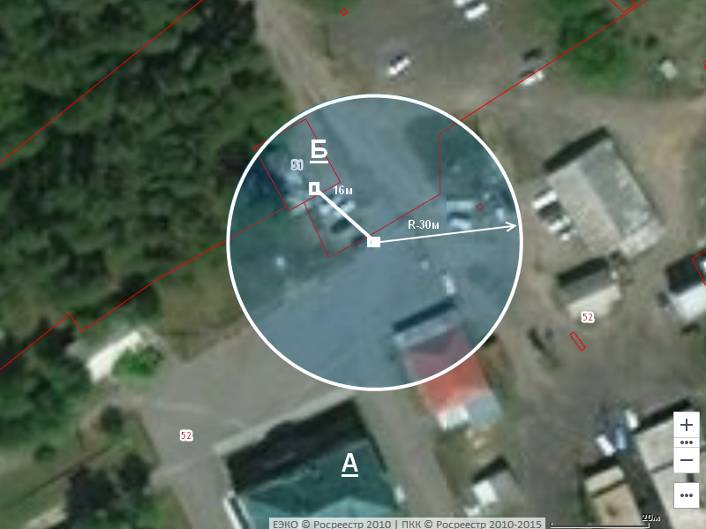 Б
51
16м
R-30м
52
52
А
ЕЭКО © Росреестр 2010 | ПКК © Росреестр 2010-2015
20м